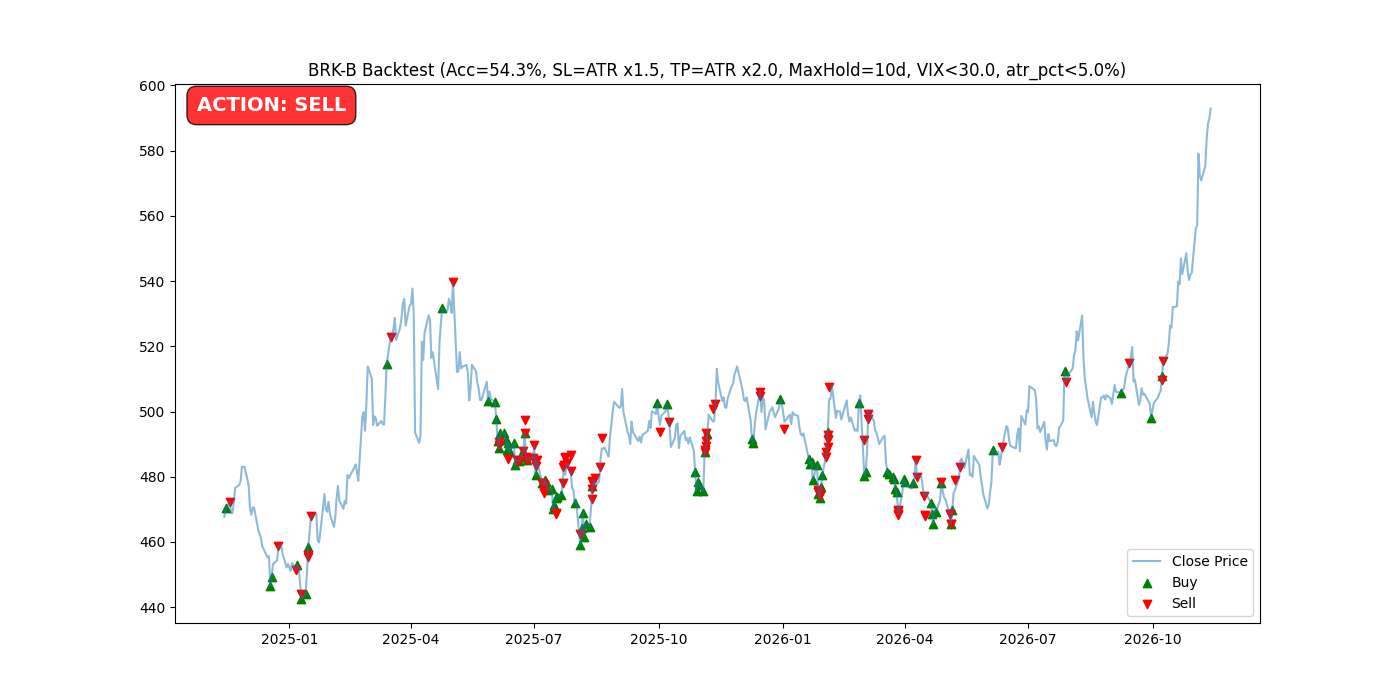 BRK-B Backtest (Acc=54.3%, SL=ATR x1.5, TP=ATR x2.0, MaxHold=10d, VIX<30.0, atr_pct<5.0%)
ACTION: SELL
600
580
560
540
520
500
480
460
440
Close Price
Buy
Sell
2025-01 2025-04 2025-07 2025-10 2026-01 2026-04 2026-07 2026-10